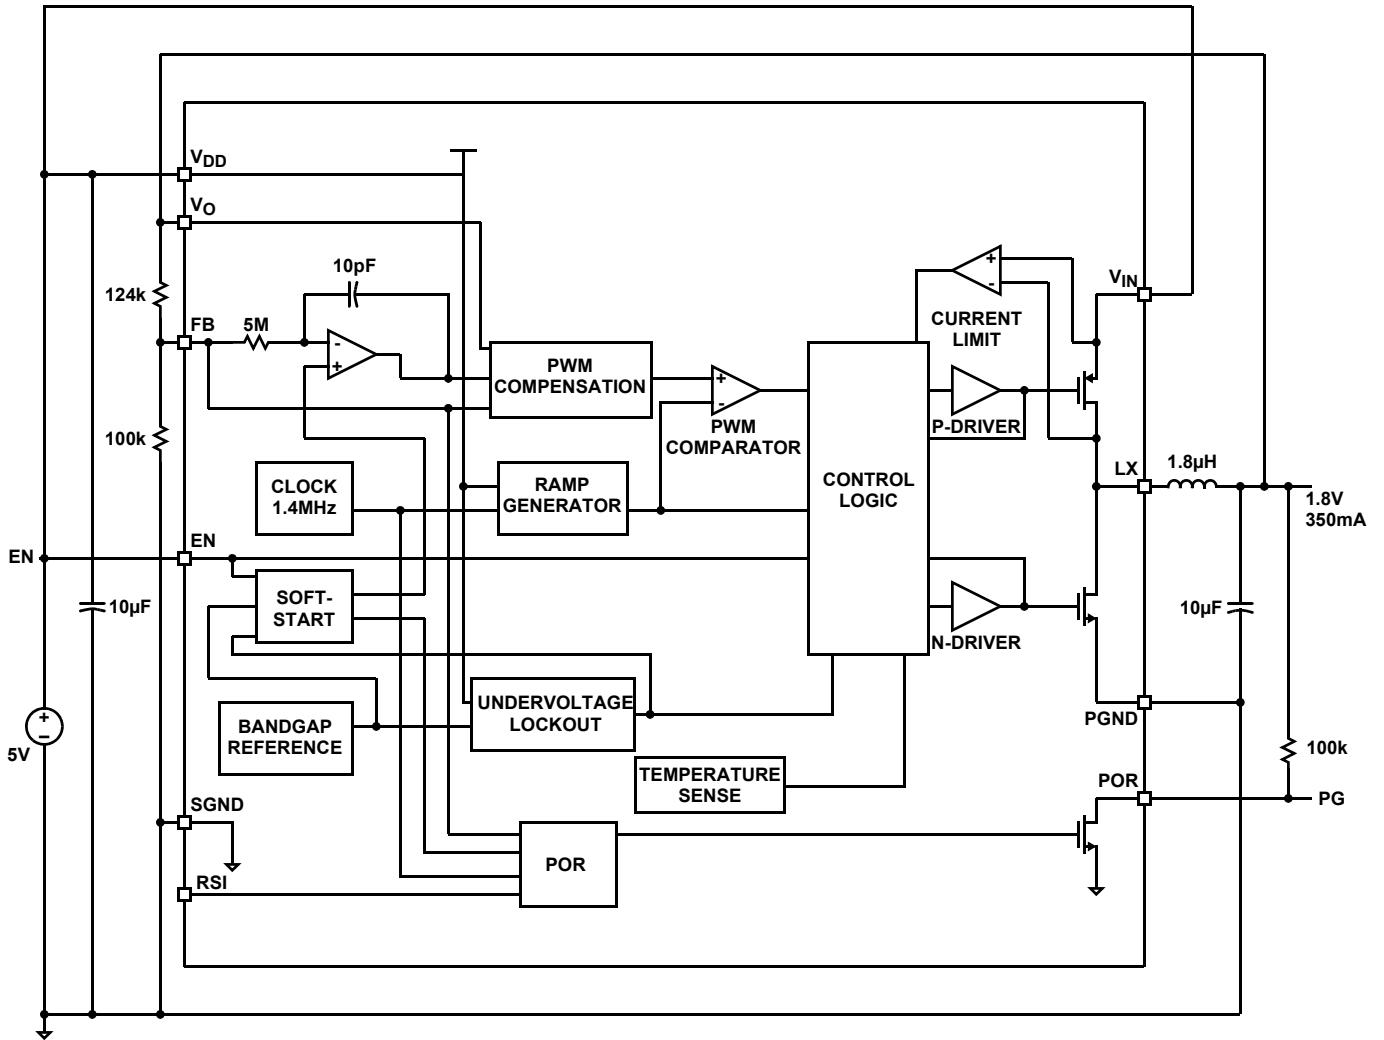 VDD
VO
10pF
124k
FB
5M
-
+
PWM
COMPENSATION
+
-
PWM
COMPARATOR
+
-
CURRENT
LIMIT
VIN
P-DRIVER
100k
CLOCK
1.4MHz
RAMP
GENERATOR
CONTROL
LOGIC
LX
1.8µH
1.8V
350mA
EN
EN
SOFT-
START
10µF
N-DRIVER
10µF
UNDERVOLTAGE
LOCKOUT
BANDGAP
REFERENCE
+
–
5V
PGND
TEMPERATURE
SENSE
100k
POR
PG
SGND
POR
RSI